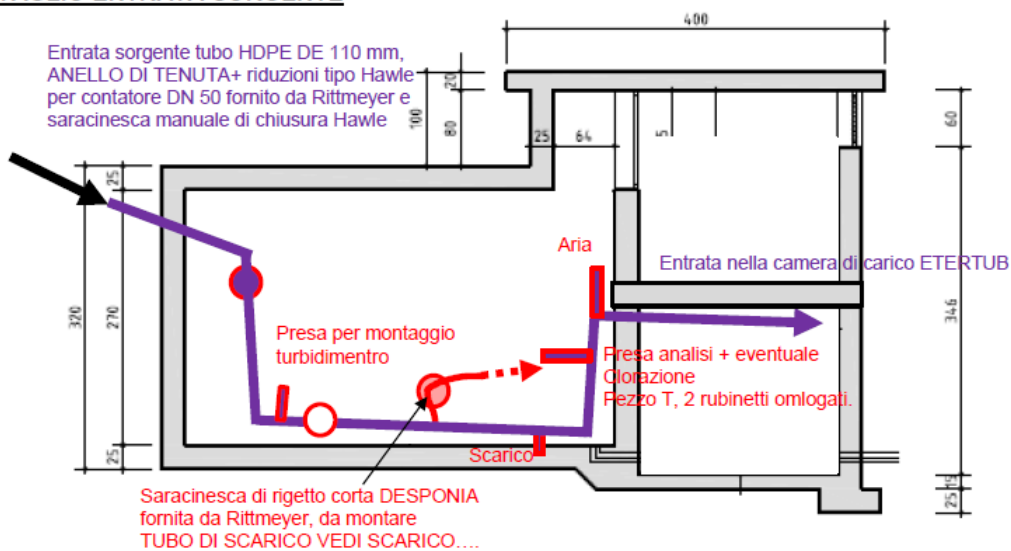 400
Entrata sorgente tubo HDPE DE 110 mm,
ANELLO DI TENUTA+ riduzioni tipo Hawle
per contatore DN 50 fornito da Rittmeyer e
saracinesca manuale di chiusura Hawle
100
20
80
25
64
5
60
25
320
270
25
Aria
Entrata nella camera di carico ETERTUB
346
Presa per montaggio
turbidimentro
Presa analisi + eventuale
Clorazione
Pezzo T, 2 rubinetti omlogati.
Scarico
15
25
Saracinesca di rigetto corta DESPONIA
fornita da Rittmeyer, da montare
TUBO DI SCARICO VEDI SCARICO….